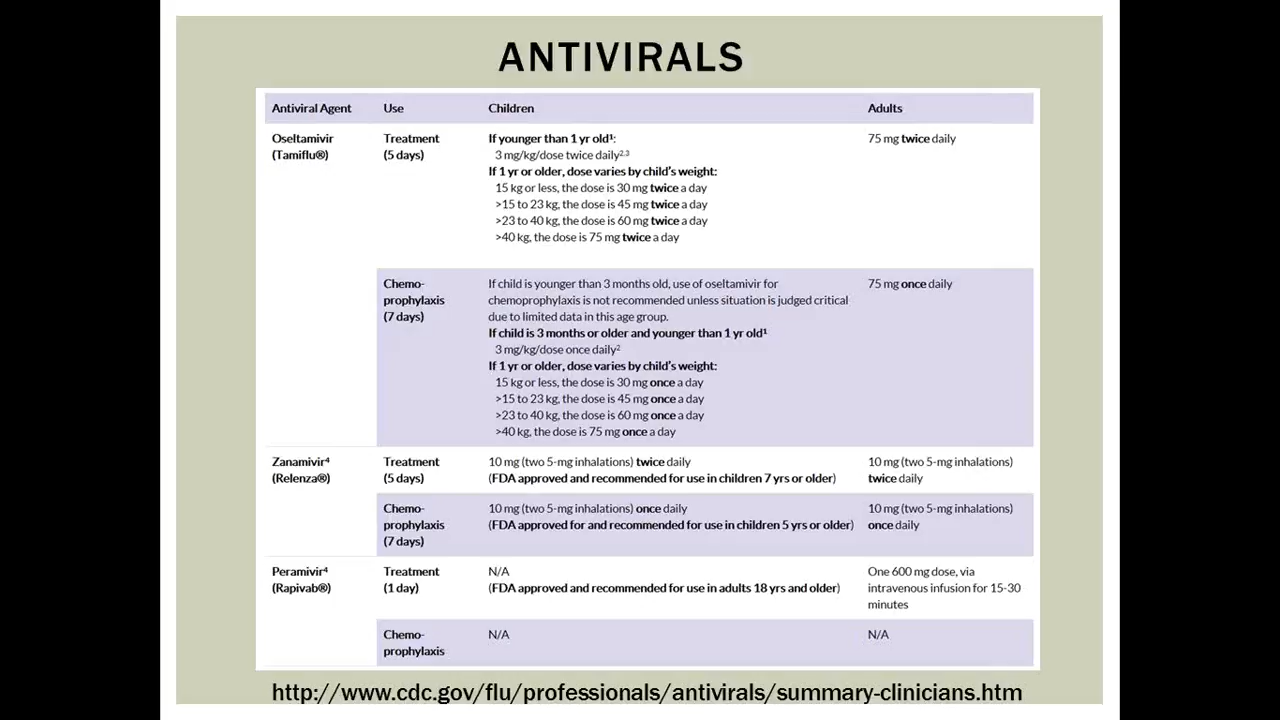 ANTIVIRALS
Antiviral Agent Use Children Adults
Oseltamivir (Tamiflu®)
Treatment (5 days)
If younger than 1 yr old¹:
3 mg/kg/dose twice daily²,³
If 1 yr or older, dose varies by child's weight:
15 kg or less, the dose is 30 mg twice a day
>15 to 23 kg, the dose is 45 mg twice a day
>23 to 40 kg, the dose is 60 mg twice a day
>40 kg, the dose is 75 mg twice a day
75 mg twice daily
Chemo-
prophylaxis
(7 days)
If child is younger than 3 months old, use of oseltamivir for
chemoprophylaxis is not recommended unless situation is judged critical
due to limited data in this age group.
If child is 3 months or older and younger than 1 yr old¹
3 mg/kg/dose once daily²
If 1 yr or older, dose varies by child's weight:
15 kg or less, the dose is 30 mg once a day
>15 to 23 kg, the dose is 45 mg once a day
>23 to 40 kg, the dose is 60 mg once a day
>40 kg, the dose is 75 mg once a day
75 mg once daily
Zanamivir⁴
(Relenza®)
Treatment
(5 days)
10 mg (two 5-mg inhalations) twice daily
(FDA approved and recommended for use in children 7 yrs or older)
10 mg (two 5-mg inhalations)
twice daily
Chemo-
prophylaxis
(7 days)
10 mg (two 5-mg inhalations) once daily
(FDA approved for and recommended for use in children 5 yrs or older)
10 mg (two 5-mg inhalations)
once daily
Peramivir⁴
(Rapivab®)
Treatment
(1 day)
N/A
(FDA approved and recommended for use in adults 18 yrs and older)
One 600 mg dose, via
intravenous infusion for 15-30
minutes
Chemo-
prophylaxis
N/A
N/A
http://www.cdc.gov/flu/professionals/antivirals/summary-clinicians.htm